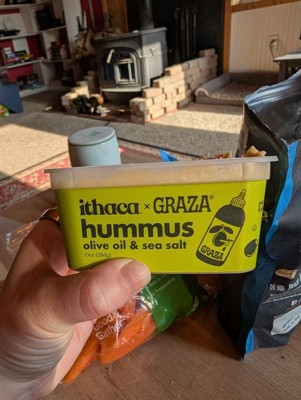 ithaca × GRAZA®
hummus
olive oil & sea salt
10oz (284g)
GRAZA